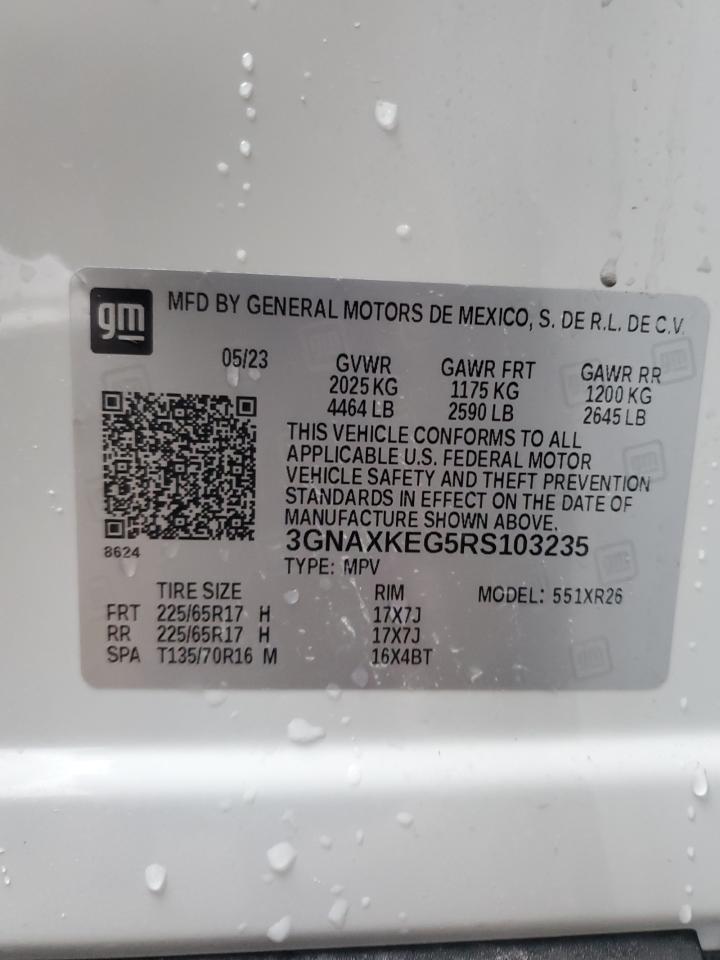 gm
MFD BY GENERAL MOTORS DE MEXICO, S. DE R.L. DE C.V.
05/23 GVWR GAWR FRT GAWR RR
2025 KG 1175 KG 1200 KG
4464 LB 2590 LB 2645 LB
THIS VEHICLE CONFORMS TO ALL
APPLICABLE U.S. FEDERAL MOTOR
VEHICLE SAFETY AND THEFT PREVENTION
STANDARDS IN EFFECT ON THE DATE OF
MANUFACTURE SHOWN ABOVE.
8624 3GNAXKEG5RS103235
TYPE: MPV
TIRE SIZE RIM MODEL: 551XR26
FRT 225/65R17 H 17X7J
RR 225/65R17 H 17X7J
SPA T135/70R16 M 16X4BT